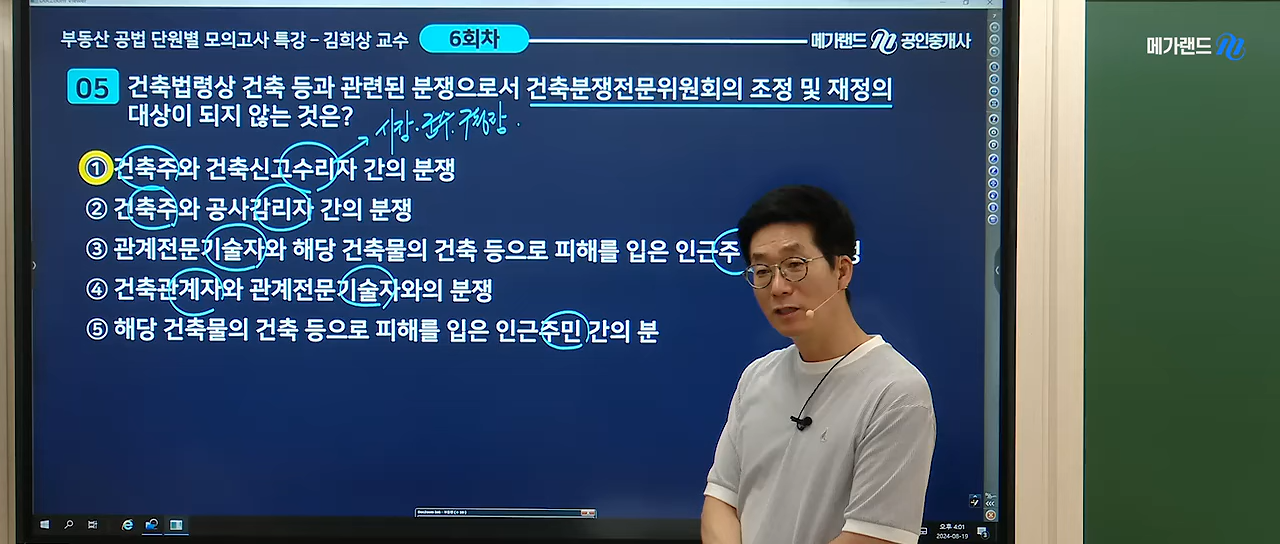 부동산 공법 단원별 모의고사 특강 – 김희상 교수 6회차 메가랜드 공인중개사
메가랜드
05 건축법령상 건축 등과 관련된 분쟁으로서 건축분쟁전문위원회의 조정 및 재정의
대상이 되지 않는 것은?
시장·군수·구청장
① 건축주와 건축신고수리자 간의 분쟁
② 건축주와 공사감리자 간의 분쟁
③ 관계전문기술자와 해당 건축물의 건축 등으로 피해를 입은 인근주
④ 건축관계자와 관계전문기술자와의 분쟁
⑤ 해당 건축물의 건축 등으로 피해를 입은 인근주민 간의 분
오후 4:01
2024-08-19